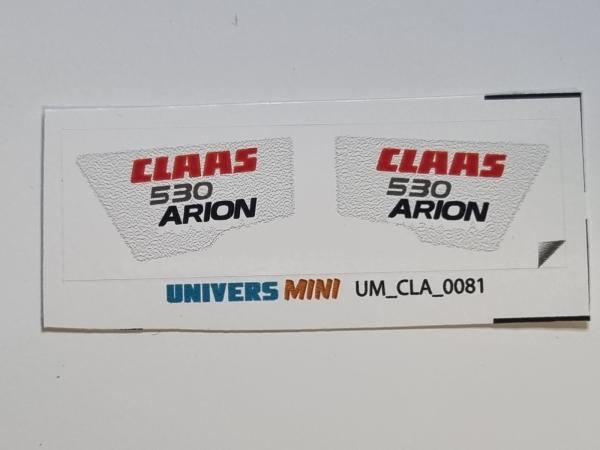 CLAAS
530
ARION
CLAAS
530
ARION
UNIVERS MINI UM_CLA_0081